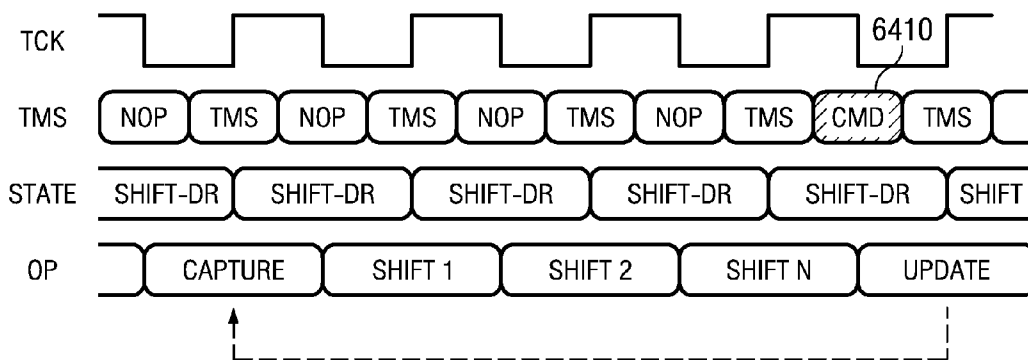 6410
TCK
TMS NOP TMS NOP TMS NOP TMS NOP TMS CMD TMS
STATE SHIFT-DR SHIFT-DR SHIFT-DR SHIFT-DR SHIFT-DR SHIFT
OP CAPTURE SHIFT 1 SHIFT 2 SHIFT N UPDATE